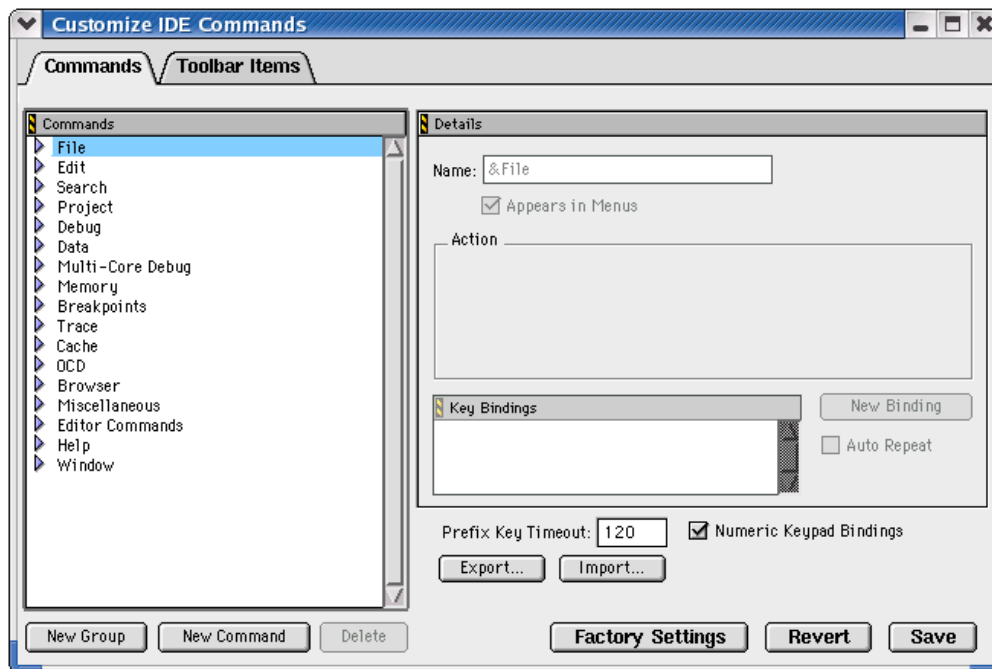 Customize IDE Commands
Commands
Toolbar Items
Commands
File
Edit
Search
Project
Debug
Data
Multi-Core Debug
Memory
Breakpoints
Trace
Cache
OCD
Browser
Miscellaneous
Editor Commands
Help
Window
Details
Name: &File
Appears in Menus
Action
Key Bindings
New Binding
Auto Repeat
Prefix Key Timeout: 120
Numeric Keypad Bindings
Export...
Import...
New Group
New Command
Delete
Factory Settings
Revert
Save